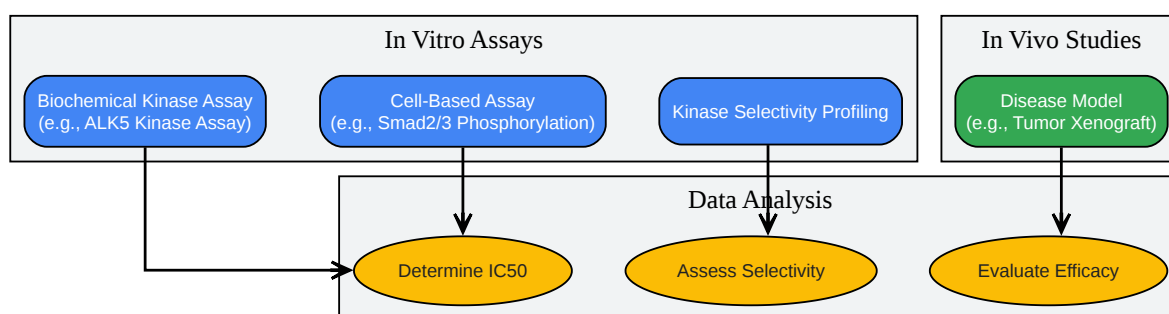 In Vitro Assays
In Vivo Studies
Biochemical Kinase Assay
(e.g., ALK5 Kinase Assay)
Cell-Based Assay
(e.g., Smad2/3 Phosphorylation)
Kinase Selectivity Profiling
Disease Model
(e.g., Tumor Xenograft)
Data Analysis
Determine IC50
Assess Selectivity
Evaluate Efficacy